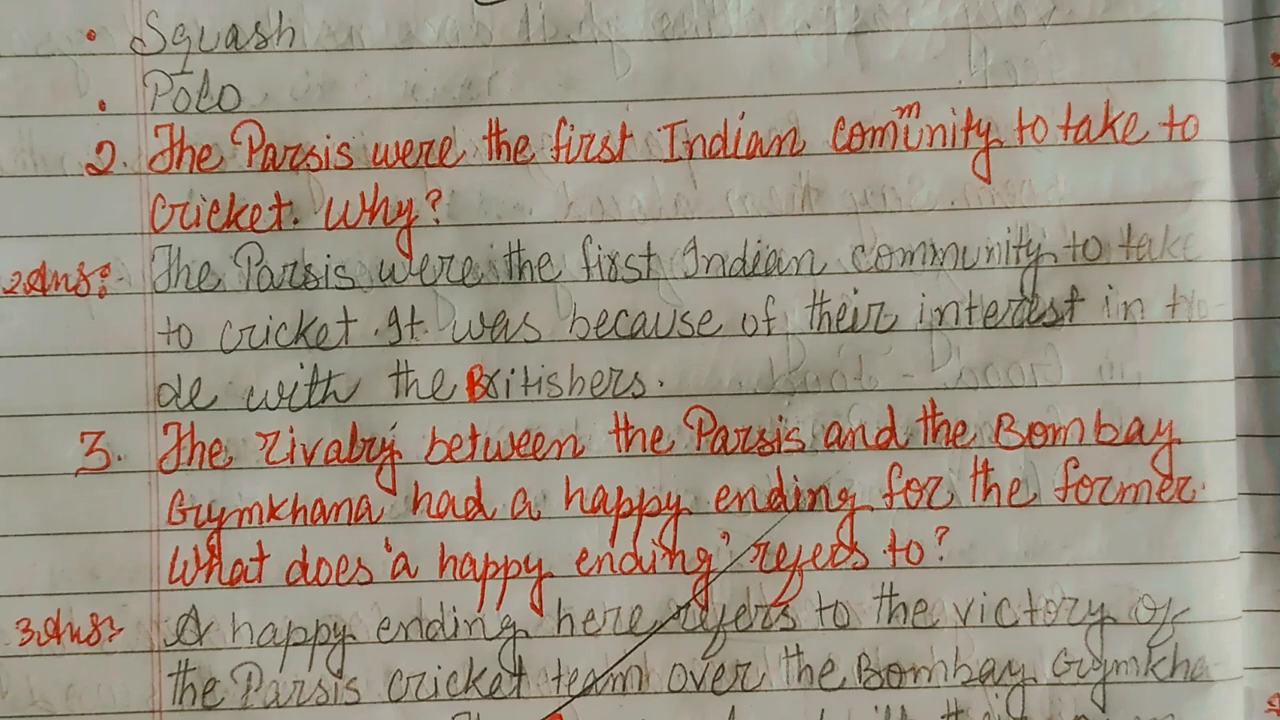 • Squash
• Polo
2. The Parsis were the first Indian community to take to
cricket. Why?
2Ans:- The Parsis were the first Indian community to take
to cricket. It was because of their interest in tra-
de with the Britishers.
3. The rivalry between the Parsis and the Bombay
Gymkhana had a happy ending for the former.
What does 'a happy ending' refers to?
3Ans:- A happy ending here refers to the victory of
the Parsis cricket team over the Bombay Gymkha